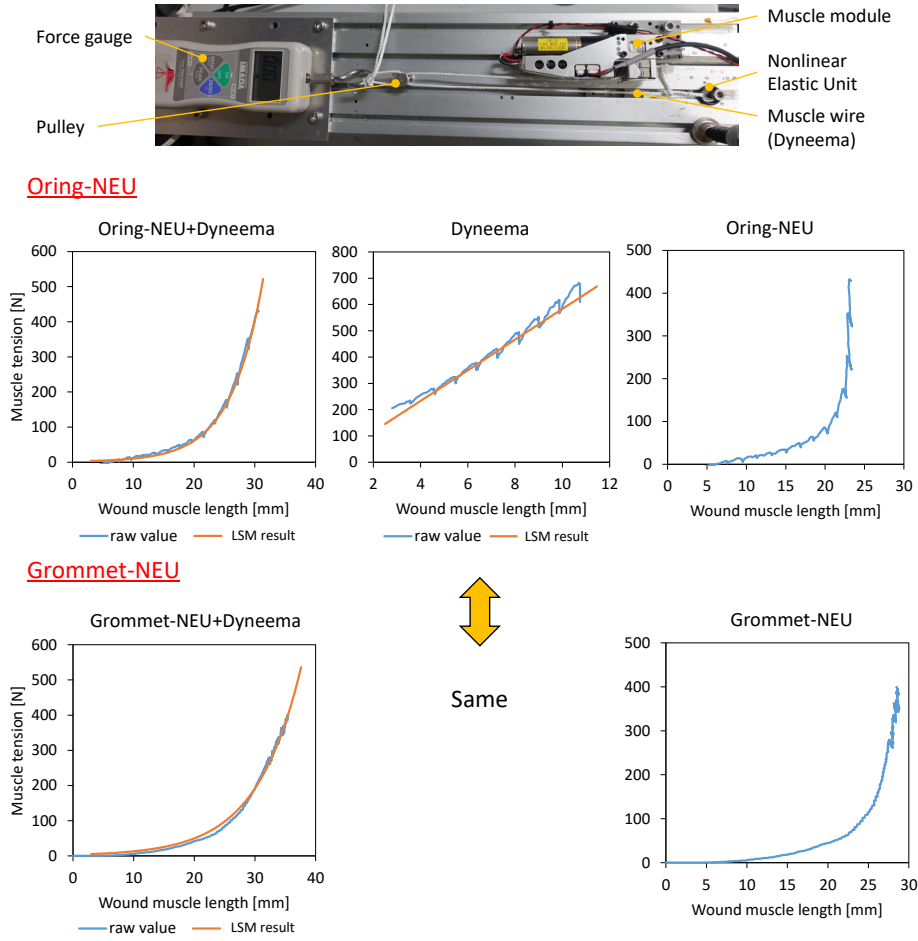 Force gauge
Pulley
IMADA
Muscle module
Nonlinear
Elastic Unit
Muscle wire
(Dyneema)
Oring-NEU
Oring-NEU+Dyneema
Muscle tension [N]
600
500
400
300
200
100
0
0 10 20 30 40
Wound muscle length [mm]
raw value LSM result
Dyneema
800
700
600
500
400
300
200
100
0
2 4 6 8 10 12
Wound muscle length [mm]
raw value LSM result
Oring-NEU
500
400
300
200
100
0
0 5 10 15 20 25 30
Wound muscle length [mm]
Grommet-NEU
Grommet-NEU+Dyneema
Muscle tension [N]
600
500
400
300
200
100
0
0 10 20 30 40
Wound muscle length [mm]
raw value LSM result
Same
Grommet-NEU
500
400
300
200
100
0
0 5 10 15 20 25 30
Wound muscle length [mm]